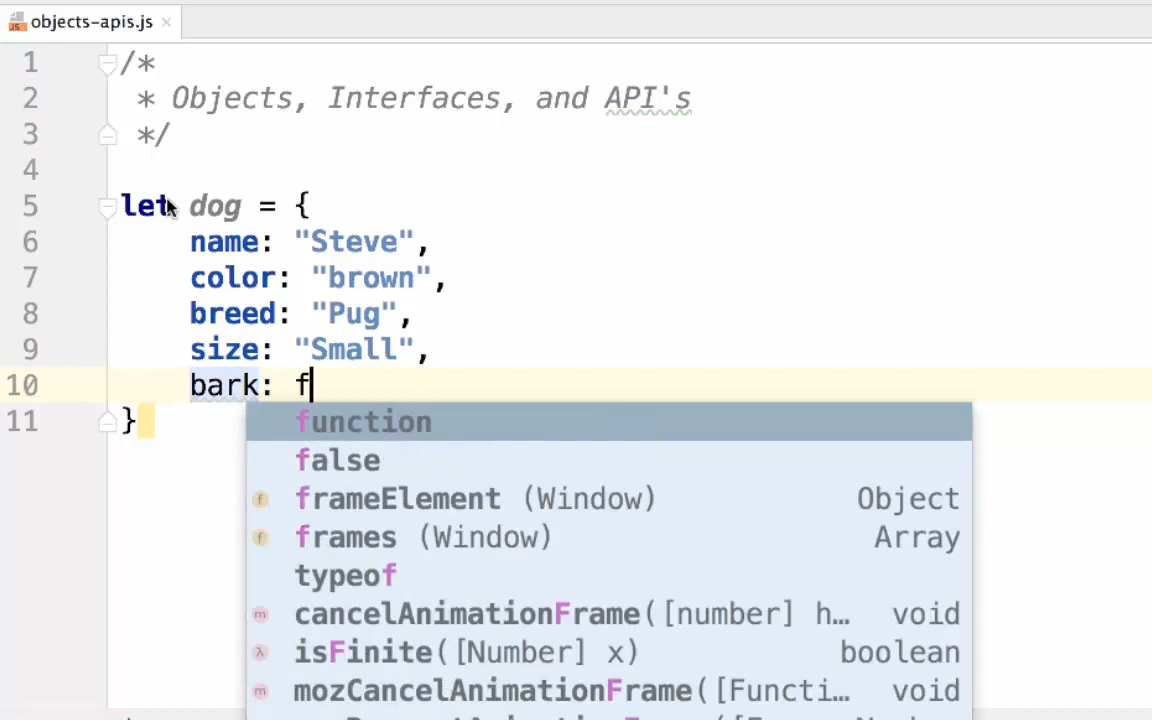 objects-apis.js
1 /*
2 * Objects, Interfaces, and API's
3 */
4
5 let dog = {
6 name: "Steve",
7 color: "brown",
8 breed: "Pug",
9 size: "Small",
10 bark: f
11 }
function
false
frameElement (Window) Object
frames (Window) Array
typeof
cancelAnimationFrame([number] h… void
isFinite([Number] x) boolean
mozCancelAnimationFrame([Functi… void